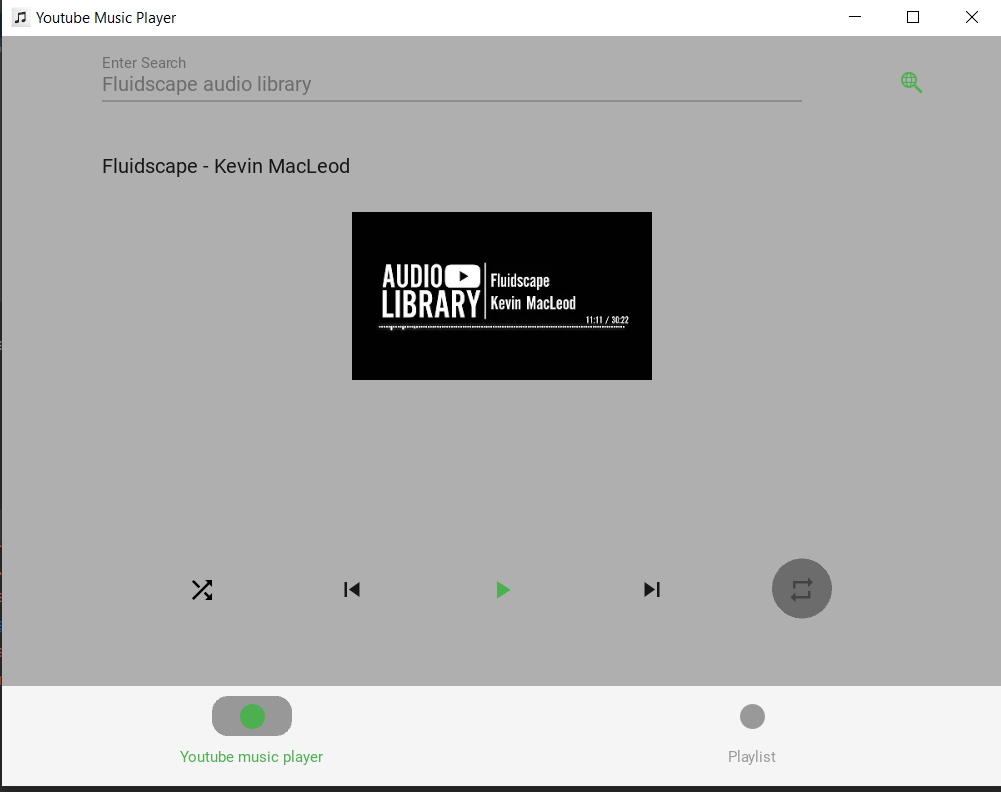 Youtube Music Player
Enter Search
Fluidscape audio library
Fluidscape - Kevin MacLeod
AUDIO
LIBRARY
Fluidscape
Kevin MacLeod
11:11 / 30:22
Youtube music player
Playlist